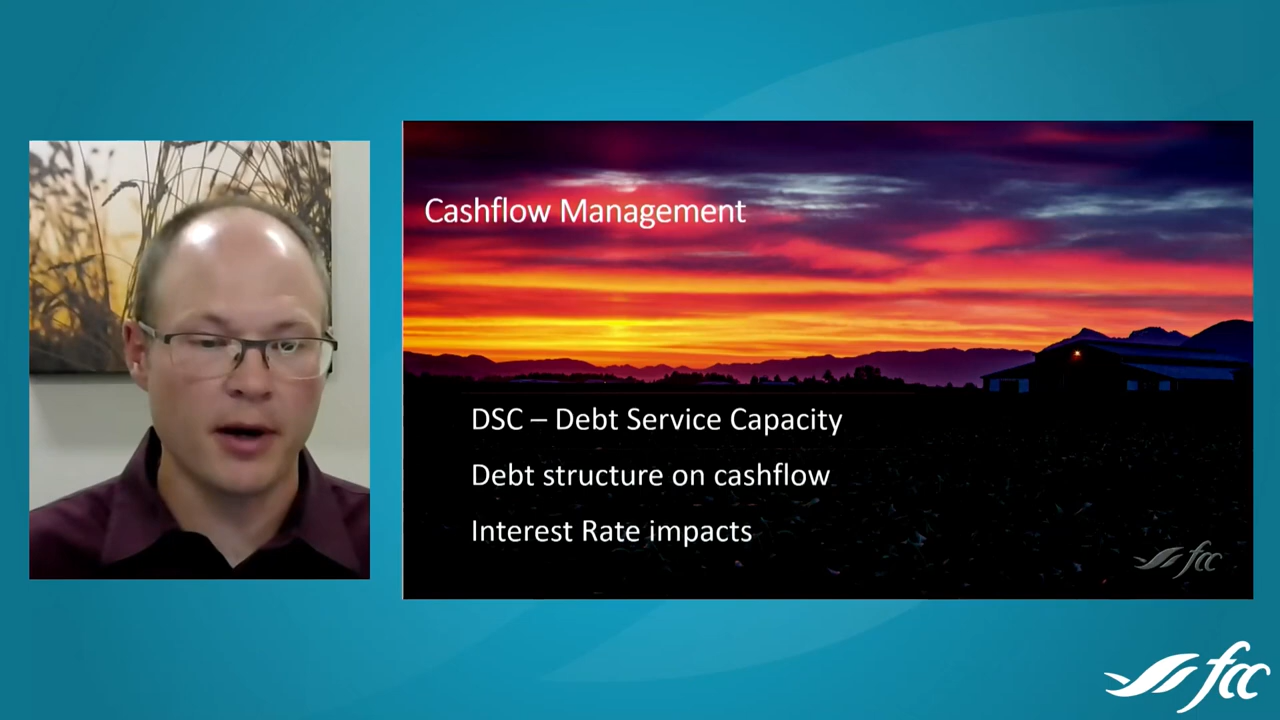 Cashflow Management
DSC – Debt Service Capacity
Debt structure on cashflow
Interest Rate impacts
fcc
fcc